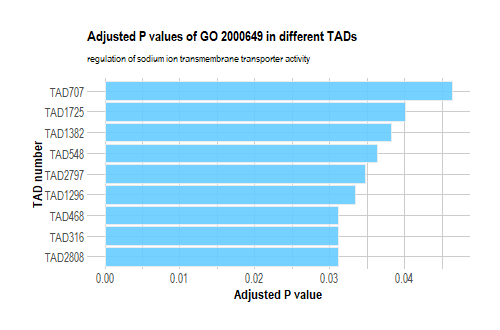 Adjusted P values of GO 2000649 in different TADs
regulation of sodium ion transmembrane transporter activity
TAD number
TAD707
TAD1725
TAD1382
TAD548
TAD2797
TAD1296
TAD468
TAD316
TAD2808
0.00 0.01 0.02 0.03 0.04
Adjusted P value